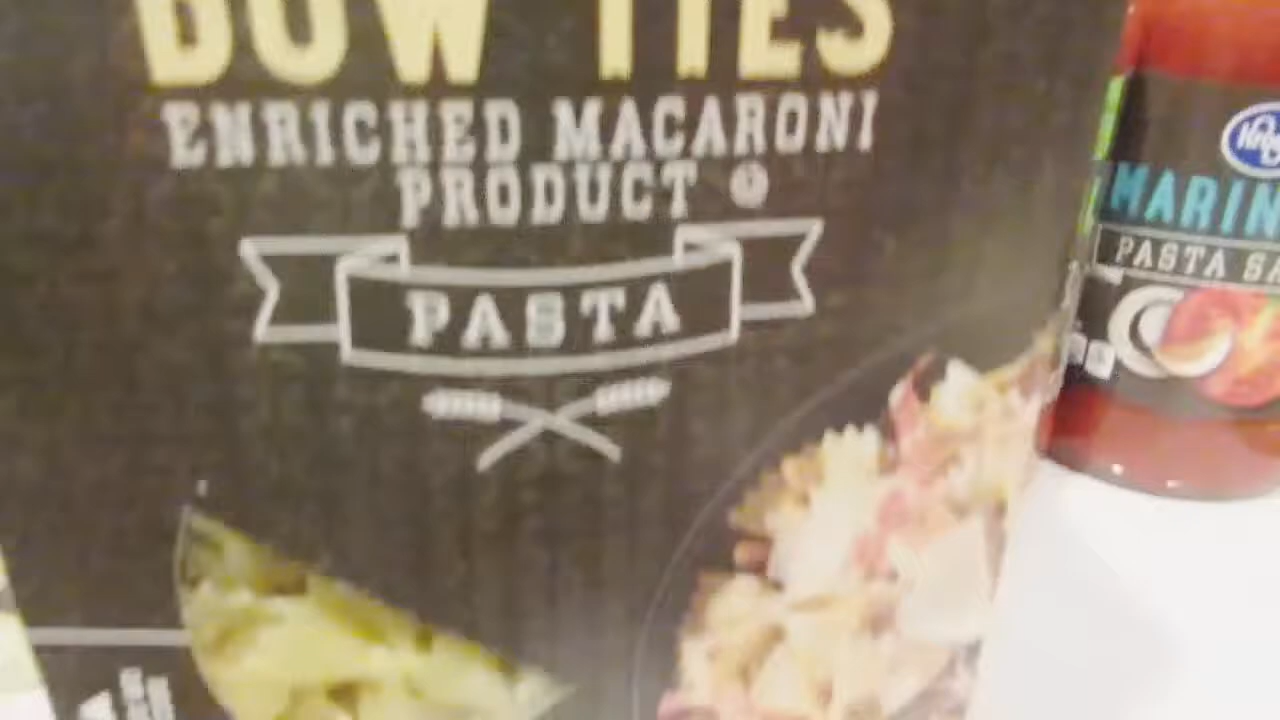 BOW TIES
ENRICHED MACARONI
PRODUCT
PASTA
MARIN
PASTA SA